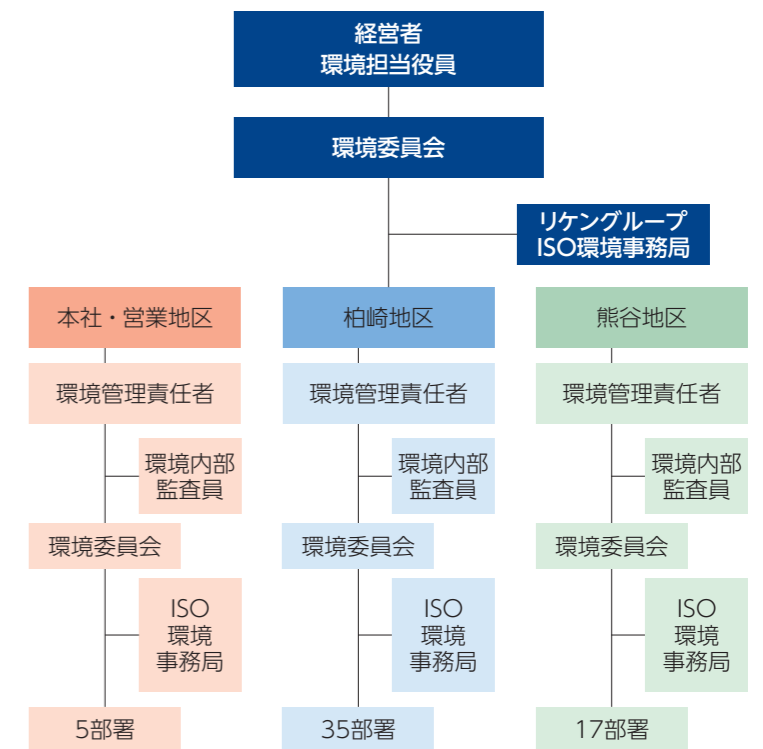 経営者
環境担当役員
環境委員会
リケングループ
ISO環境事務局
本社・営業地区
環境管理責任者
環境内部
監査員
環境委員会
ISO
環境
事務局
5部署
柏崎地区
環境管理責任者
環境内部
監査員
環境委員会
ISO
環境
事務局
35部署
熊谷地区
環境管理責任者
環境内部
監査員
環境委員会
ISO
環境
事務局
17部署